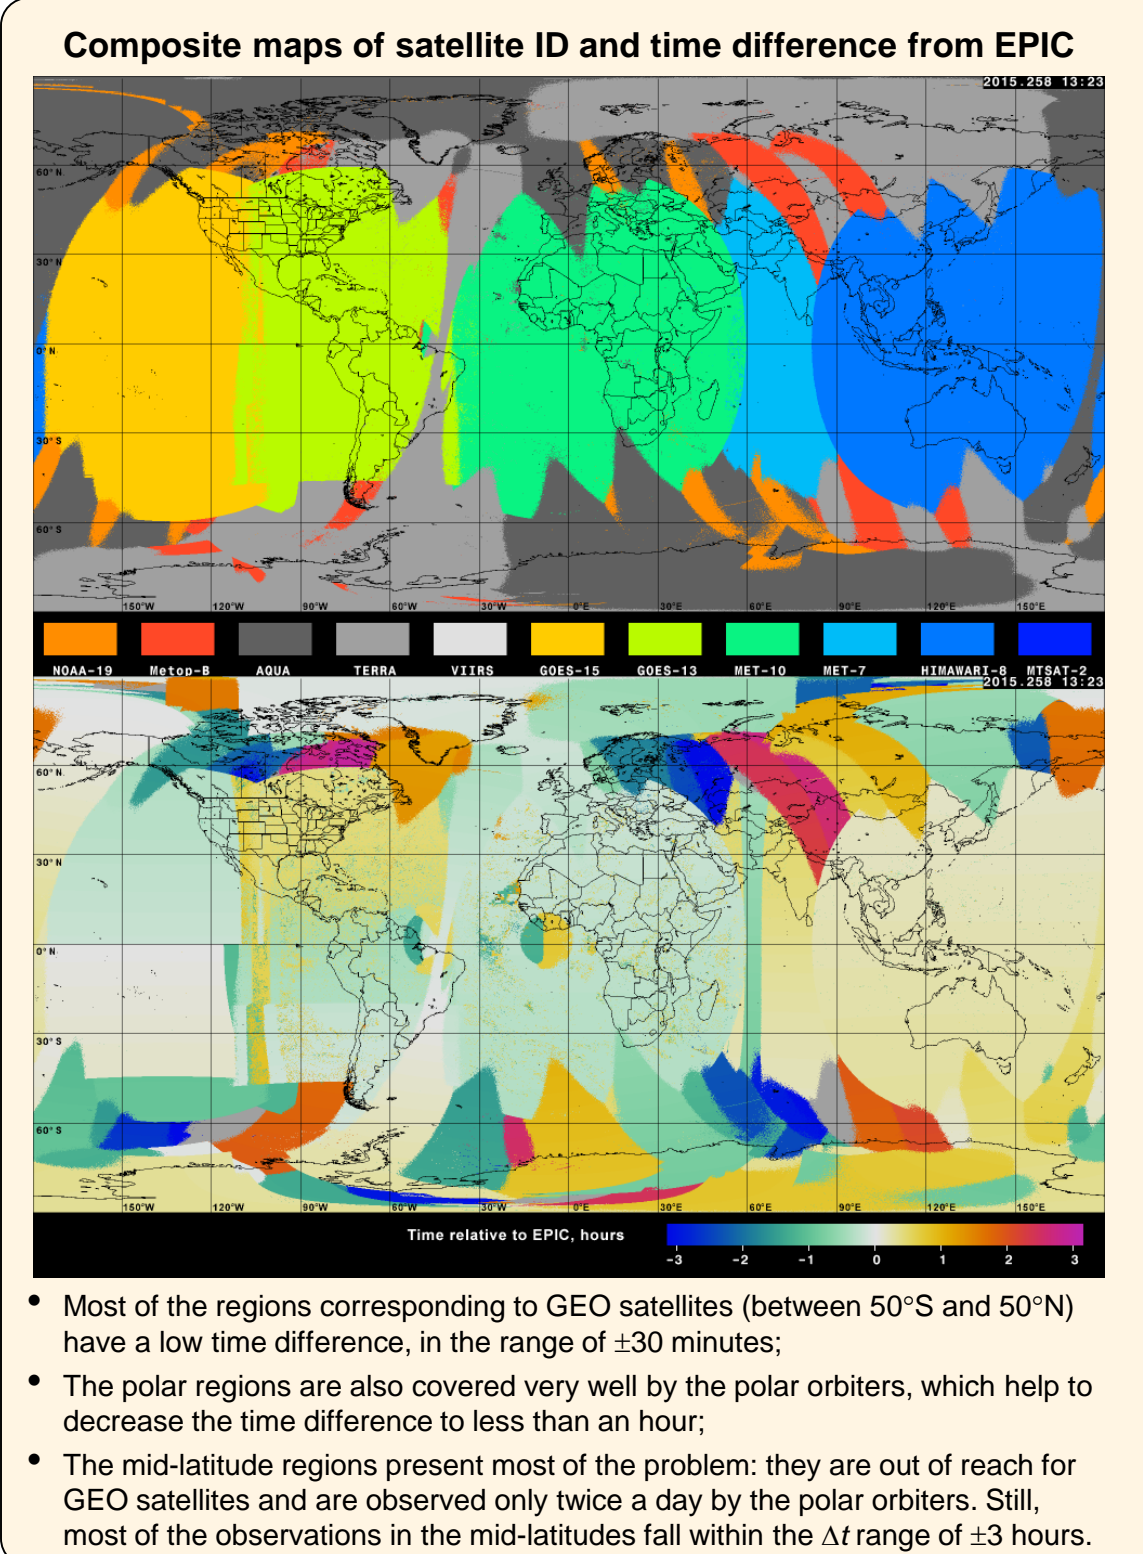 Composite maps of satellite ID and time difference from EPIC
2015.258 13:23
60°N
30°N
0°N
30°S
60°S
150°W 120°W 90°W 60°W 30°W 0°E 30°E 60°E 90°E 120°E 150°E
NOAA-19 Metop-B AQUA TERRA VIIRS GOES-15 GOES-13 MET-10 MET-7 HIMAWARI-8 MTSAT-2
2015.258 13:23
60°N
30°N
0°N
30°S
60°S
150°W 120°W 90°W 60°W 30°W 0°E 30°E 60°E 90°E 120°E 150°E
Time relative to EPIC, hours
-3 -2 -1 0 1 2 3
• Most of the regions corresponding to GEO satellites (between 50°S and 50°N)
have a low time difference, in the range of ±30 minutes;
• The polar regions are also covered very well by the polar orbiters, which help to
decrease the time difference to less than an hour;
• The mid-latitude regions present most of the problem: they are out of reach for
GEO satellites and are observed only twice a day by the polar orbiters. Still,
most of the observations in the mid-latitudes fall within the Δt range of ±3 hours.